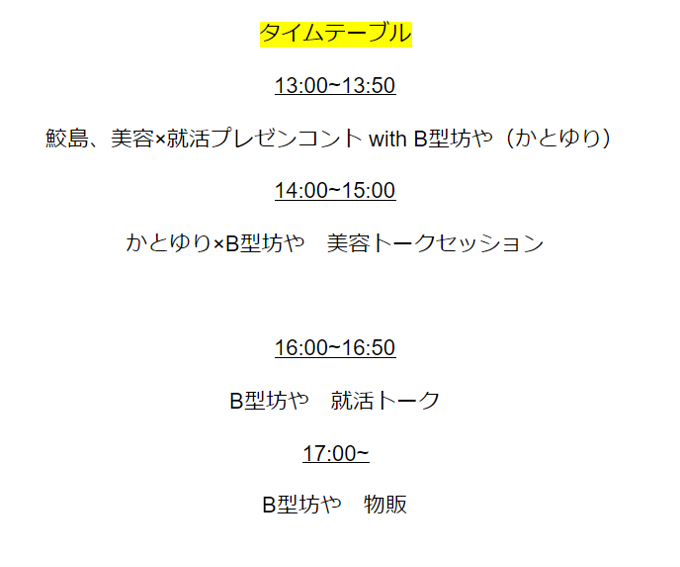 タイムテーブル
13:00~13:50
鮫島、美容×就活プレゼンコント with B型坊や（かとゆり）
14:00~15:00
かとゆり×B型坊や　美容トークセッション
16:00~16:50
B型坊や　就活トーク
17:00~
B型坊や　物販